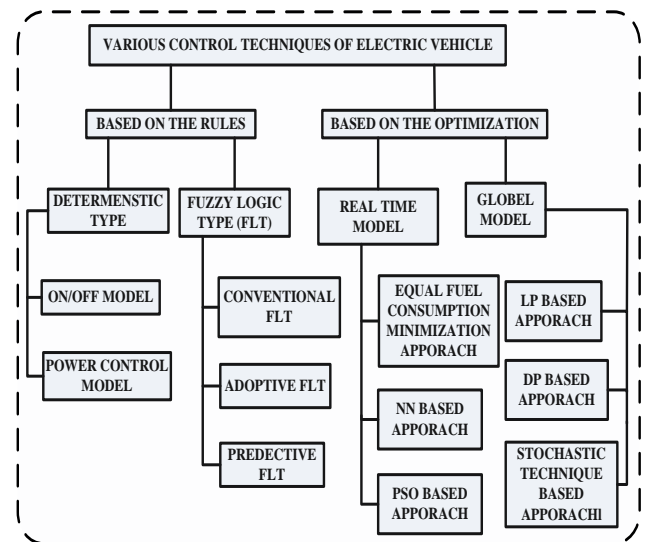 VARIOUS CONTROL TECHNIQUES OF ELECTRIC VEHICLE
BASED ON THE RULES
BASED ON THE OPTIMIZATION
DETERMENSTIC
TYPE
FUZZY LOGIC
TYPE (FLT)
REAL TIME
MODEL
GLOBEL
MODEL
ON/OFF MODEL
POWER CONTROL
MODEL
CONVENTIONAL
FLT
ADOPTIVE FLT
PREDECTIVE
FLT
EQUAL FUEL
CONSUMPTION
MINIMIZATION
APPORACH
NN BASED
APPORACH
PSO BASED
APPORACH
LP BASED
APPORACH
DP BASED
APPORACH
STOCHASTIC
TECHNIQUE
BASED
APPORACHl